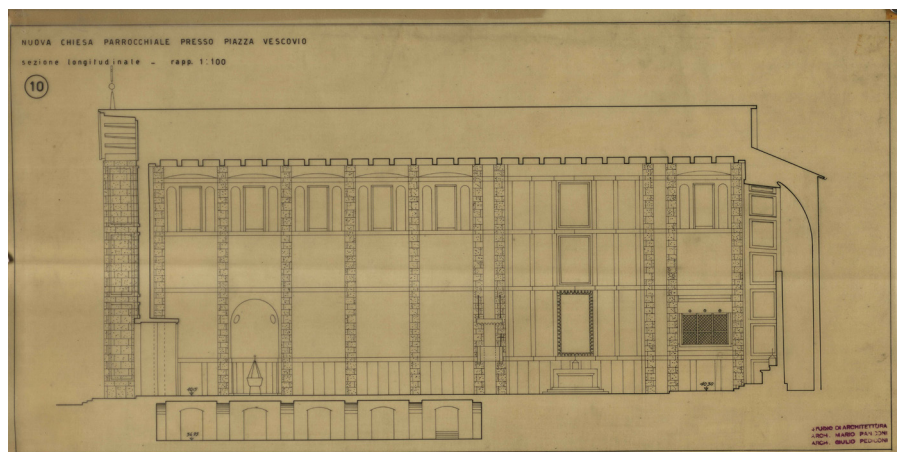 NUOVA CHIESA PARROCCHIALE PRESSO PIAZZA VESCOVIO
sezione longitudinale - rapp. 1:100
10
STUDIO DI ARCHITETTURA
ARCH. MARIO PANICONI
ARCH. GIULIO PEDICONI